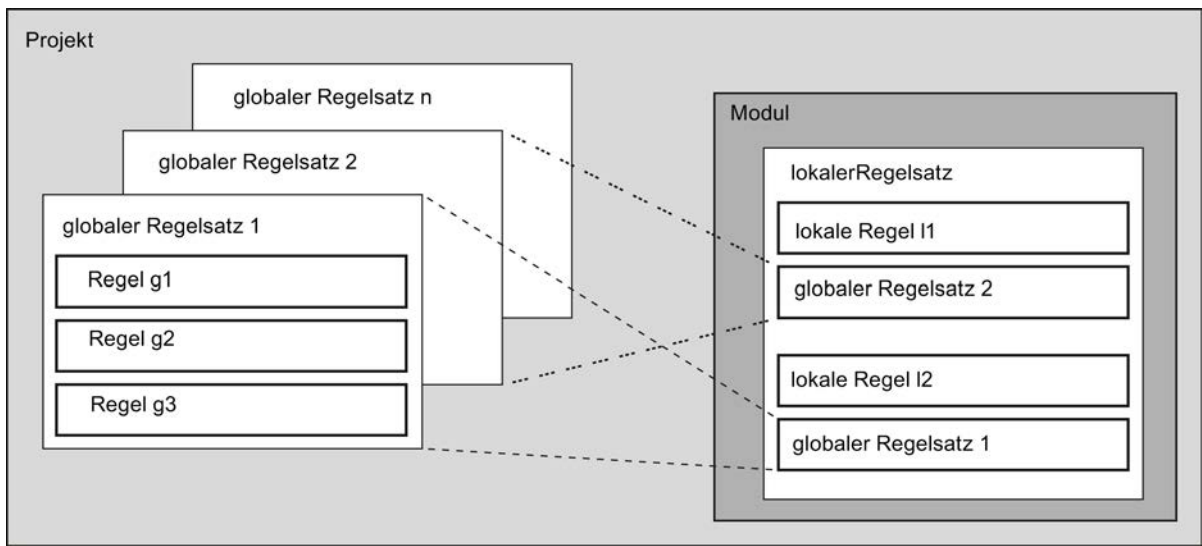 Projekt
globaler Regelsatz n
globaler Regelsatz 2
globaler Regelsatz 1
Regel g1
Regel g2
Regel g3
Modul
lokalerRegelsatz
lokale Regel l1
globaler Regelsatz 2
lokale Regel l2
globaler Regelsatz 1